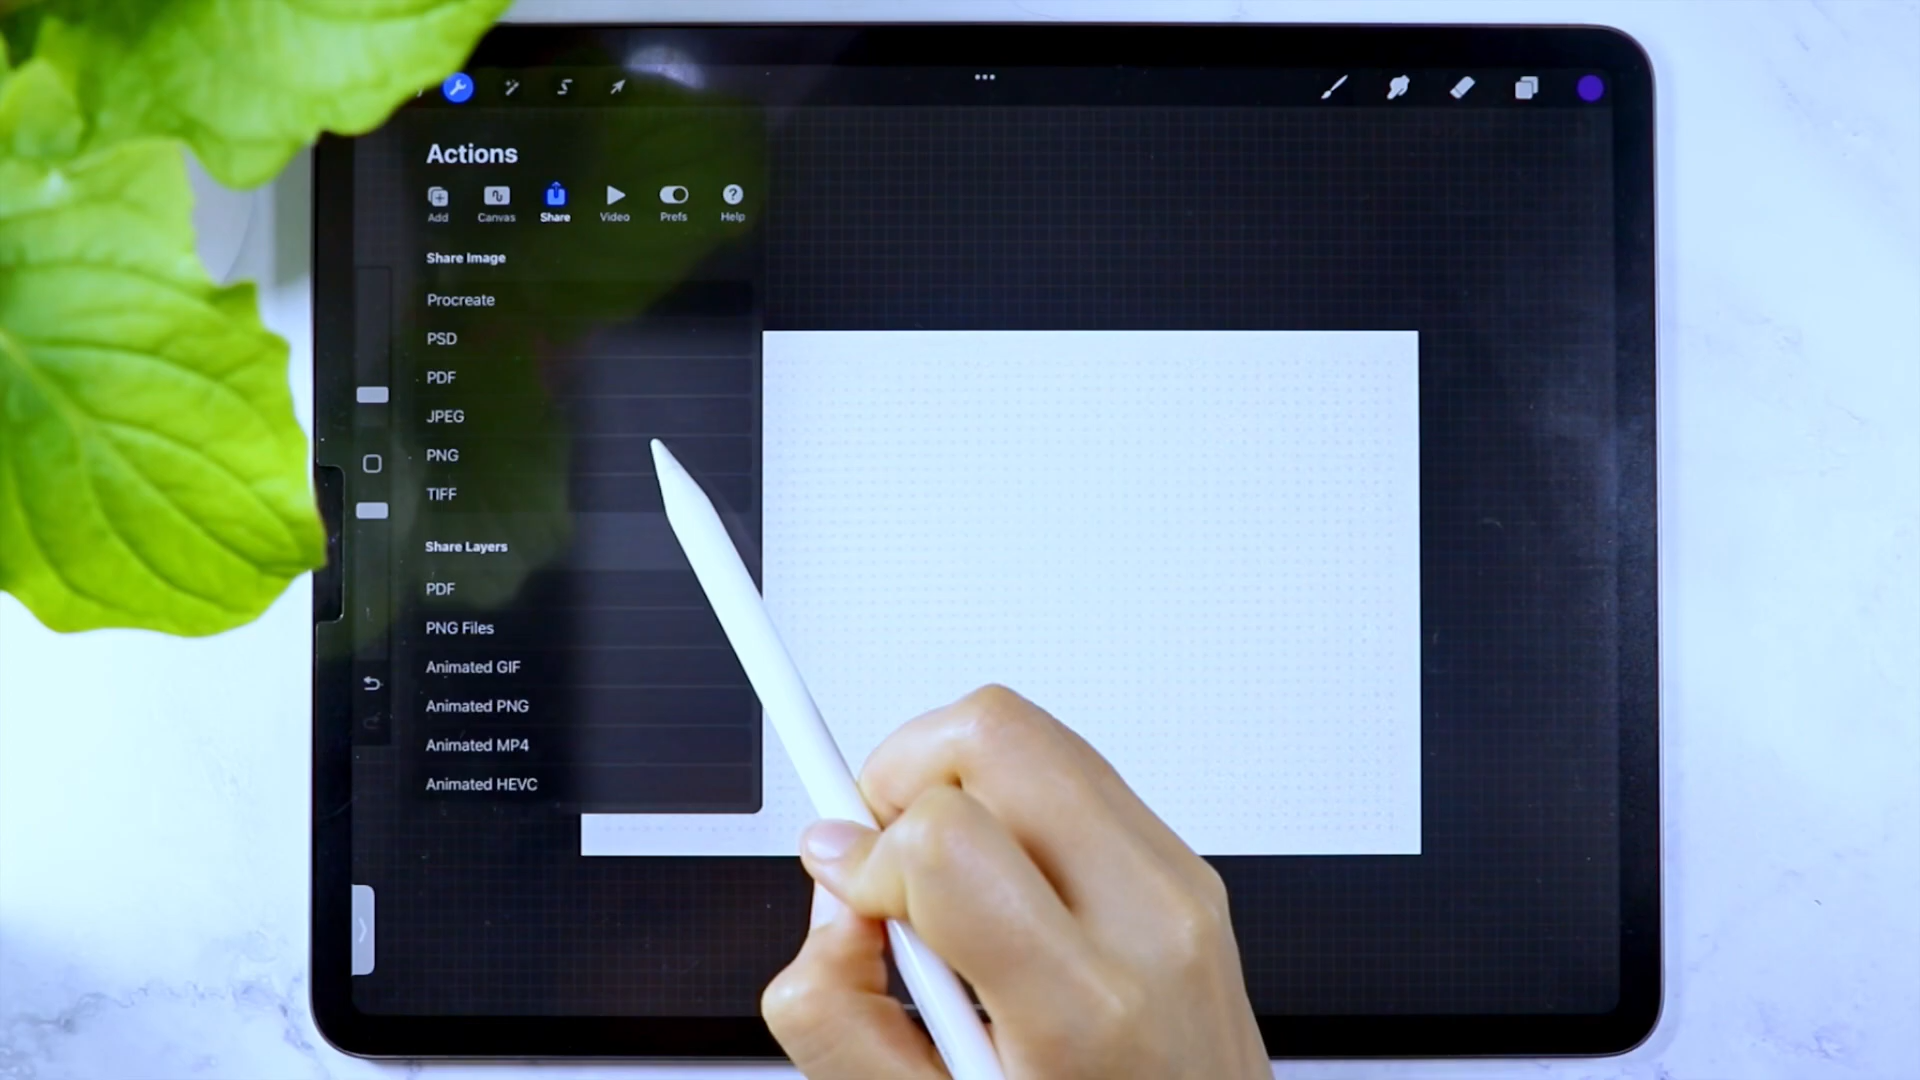 Actions
Add Canvas Share Video Prefs Help
Share Image
Procreate
PSD
PDF
JPEG
PNG
TIFF
Share Layers
PDF
PNG Files
Animated GIF
Animated PNG
Animated MP4
Animated HEVC